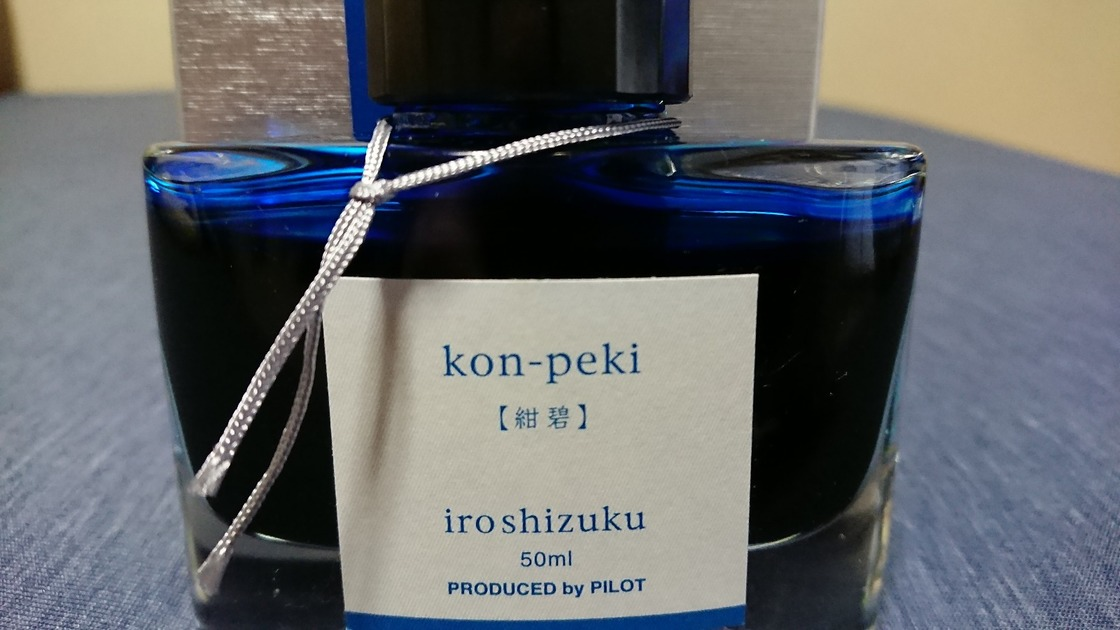 kon-peki
【紺碧】
iroshizuku
50ml
PRODUCED by PILOT